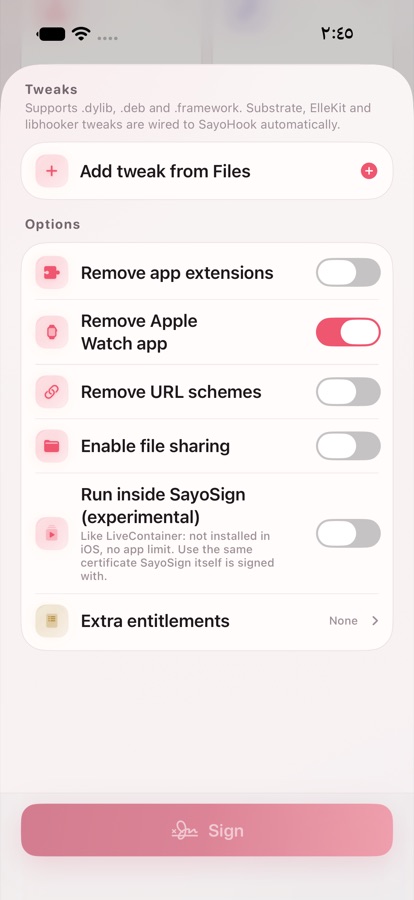 ٢:٤٥
Tweaks
Supports .dylib, .deb and .framework. Substrate, ElleKit and
libhooker tweaks are wired to SayoHook automatically.
Add tweak from Files
Options
Remove app extensions
Remove Apple
Watch app
Remove URL schemes
Enable file sharing
Run inside SayoSign
(experimental)
Like LiveContainer: not installed in
iOS, no app limit. Use the same
certificate SayoSign itself is signed
with.
Extra entitlements
None
Sign